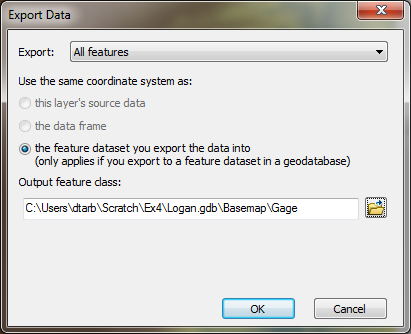 Export Data
Export: All features
Use the same coordinate system as:
this layer's source data
the data frame
the feature dataset you export the data into
(only applies if you export to a feature dataset in a geodatabase)
Output feature class:
C:\Users\dtarb\Scratch\Ex4\Logan.gdb\Basemap\Gage
OK Cancel